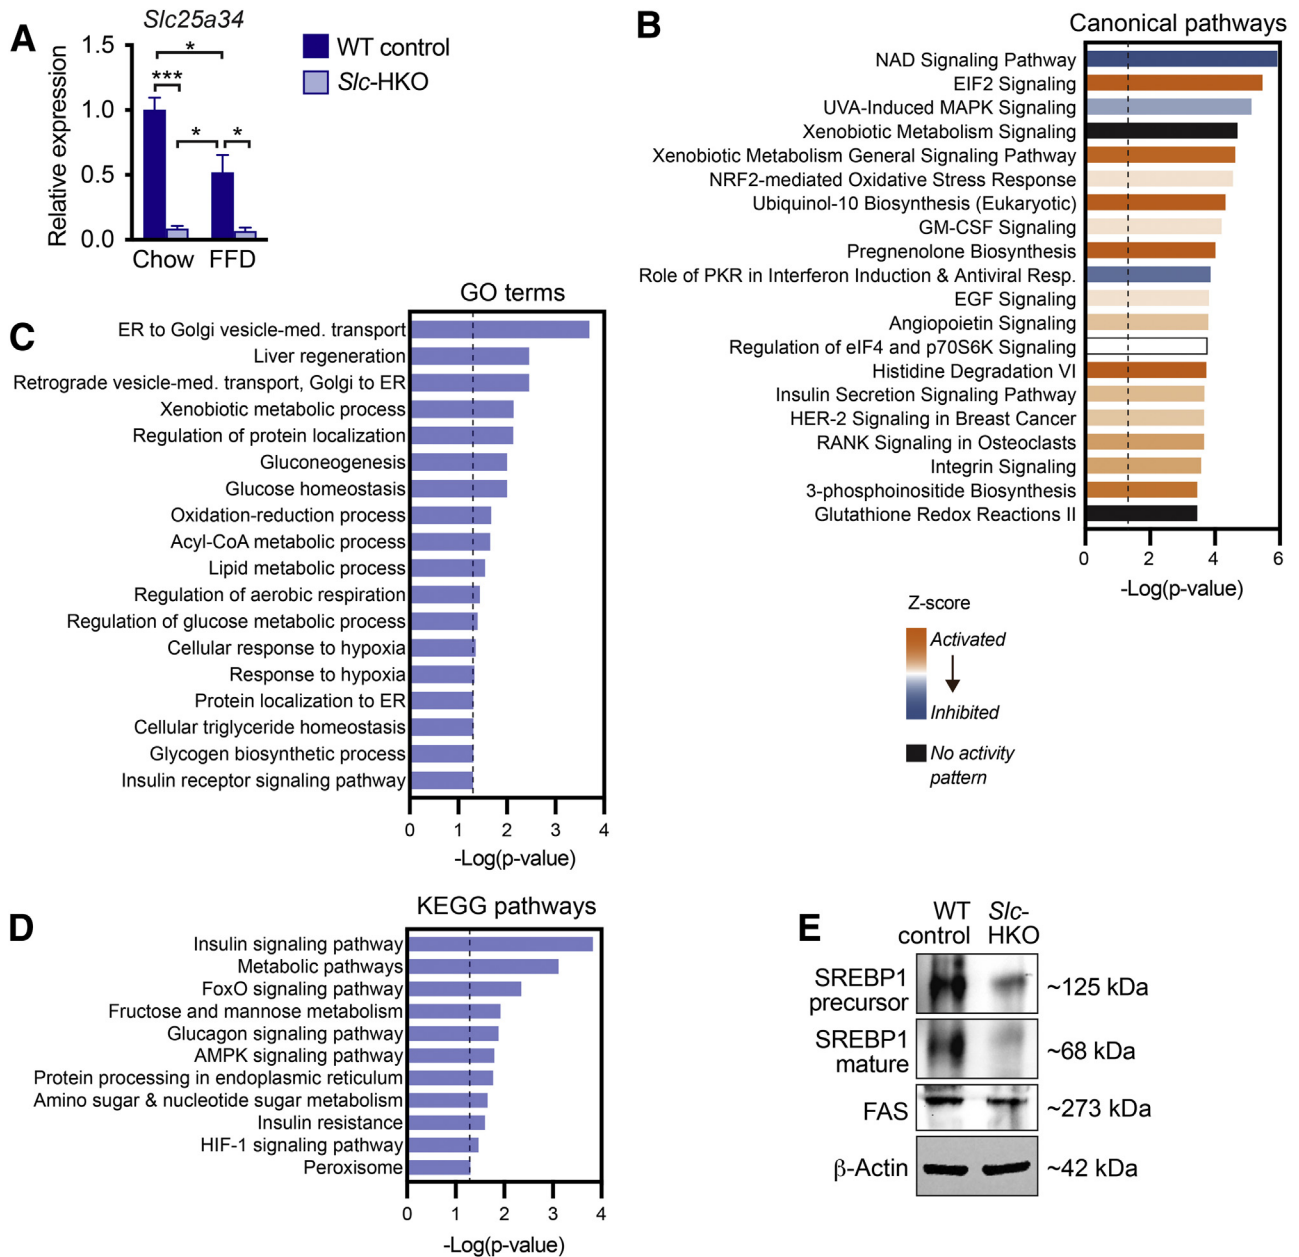 A
Slc25a34
Relative expression
1.5
1.0
0.5
0.0
*
***
*
*
Chow
FFD
WT control
Slc-HKO
B
Canonical pathways
NAD Signaling Pathway
EIF2 Signaling
UVA-Induced MAPK Signaling
Xenobiotic Metabolism Signaling
Xenobiotic Metabolism General Signaling Pathway
NRF2-mediated Oxidative Stress Response
Ubiquinol-10 Biosynthesis (Eukaryotic)
GM-CSF Signaling
Pregnenolone Biosynthesis
Role of PKR in Interferon Induction & Antiviral Resp.
EGF Signaling
Angiopoietin Signaling
Regulation of eIF4 and p70S6K Signaling
Histidine Degradation VI
Insulin Secretion Signaling Pathway
HER-2 Signaling in Breast Cancer
RANK Signaling in Osteoclasts
Integrin Signaling
3-phosphoinositide Biosynthesis
Glutathione Redox Reactions II
0 2 4 6
-Log(p-value)
Z-score
Activated
Inhibited
No activity
pattern
C
GO terms
ER to Golgi vesicle-med. transport
Liver regeneration
Retrograde vesicle-med. transport, Golgi to ER
Xenobiotic metabolic process
Regulation of protein localization
Gluconeogenesis
Glucose homeostasis
Oxidation-reduction process
Acyl-CoA metabolic process
Lipid metabolic process
Regulation of aerobic respiration
Regulation of glucose metabolic process
Cellular response to hypoxia
Response to hypoxia
Protein localization to ER
Cellular triglyceride homeostasis
Glycogen biosynthetic process
Insulin receptor signaling pathway
0 1 2 3 4
-Log(p-value)
D
KEGG pathways
Insulin signaling pathway
Metabolic pathways
FoxO signaling pathway
Fructose and mannose metabolism
Glucagon signaling pathway
AMPK signaling pathway
Protein processing in endoplasmic reticulum
Amino sugar & nucleotide sugar metabolism
Insulin resistance
HIF-1 signaling pathway
Peroxisome
0 1 2 3 4
-Log(p-value)
E
WT
control
Slc-
HKO
SREBP1
precursor
~125 kDa
SREBP1
mature
~68 kDa
FAS
~273 kDa
β-Actin
~42 kDa